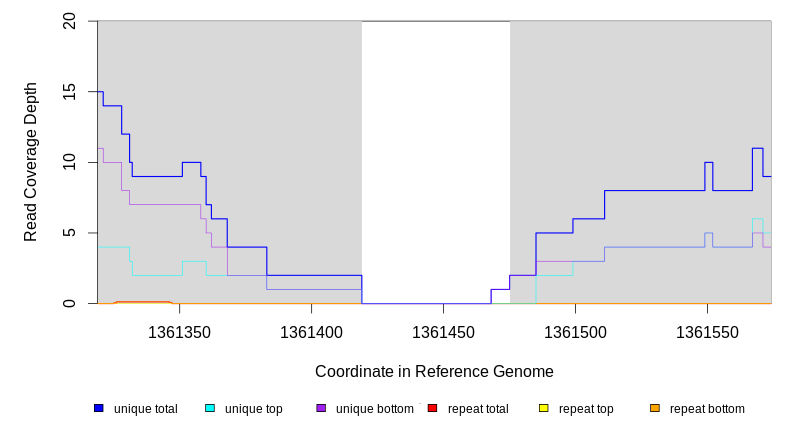 20
15
10
5
0
Read Coverage Depth
1361350 1361400 1361450 1361500 1361550
Coordinate in Reference Genome
unique total unique top unique bottom repeat total repeat top repeat bottom